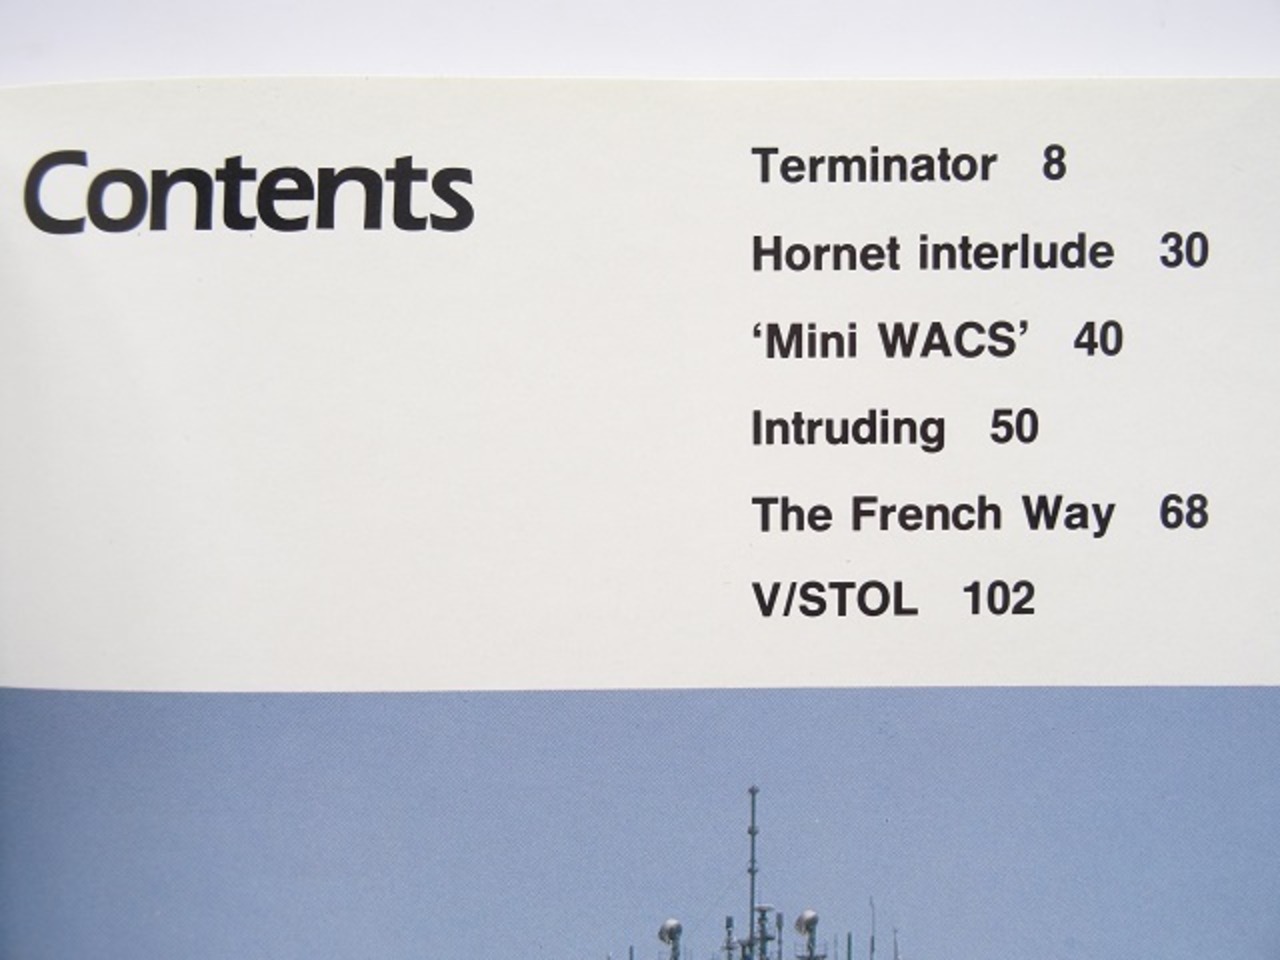 Contents
Terminator 8
Hornet interlude 30
‘Mini WACS’ 40
Intruding 50
The French Way 68
V/STOL 102